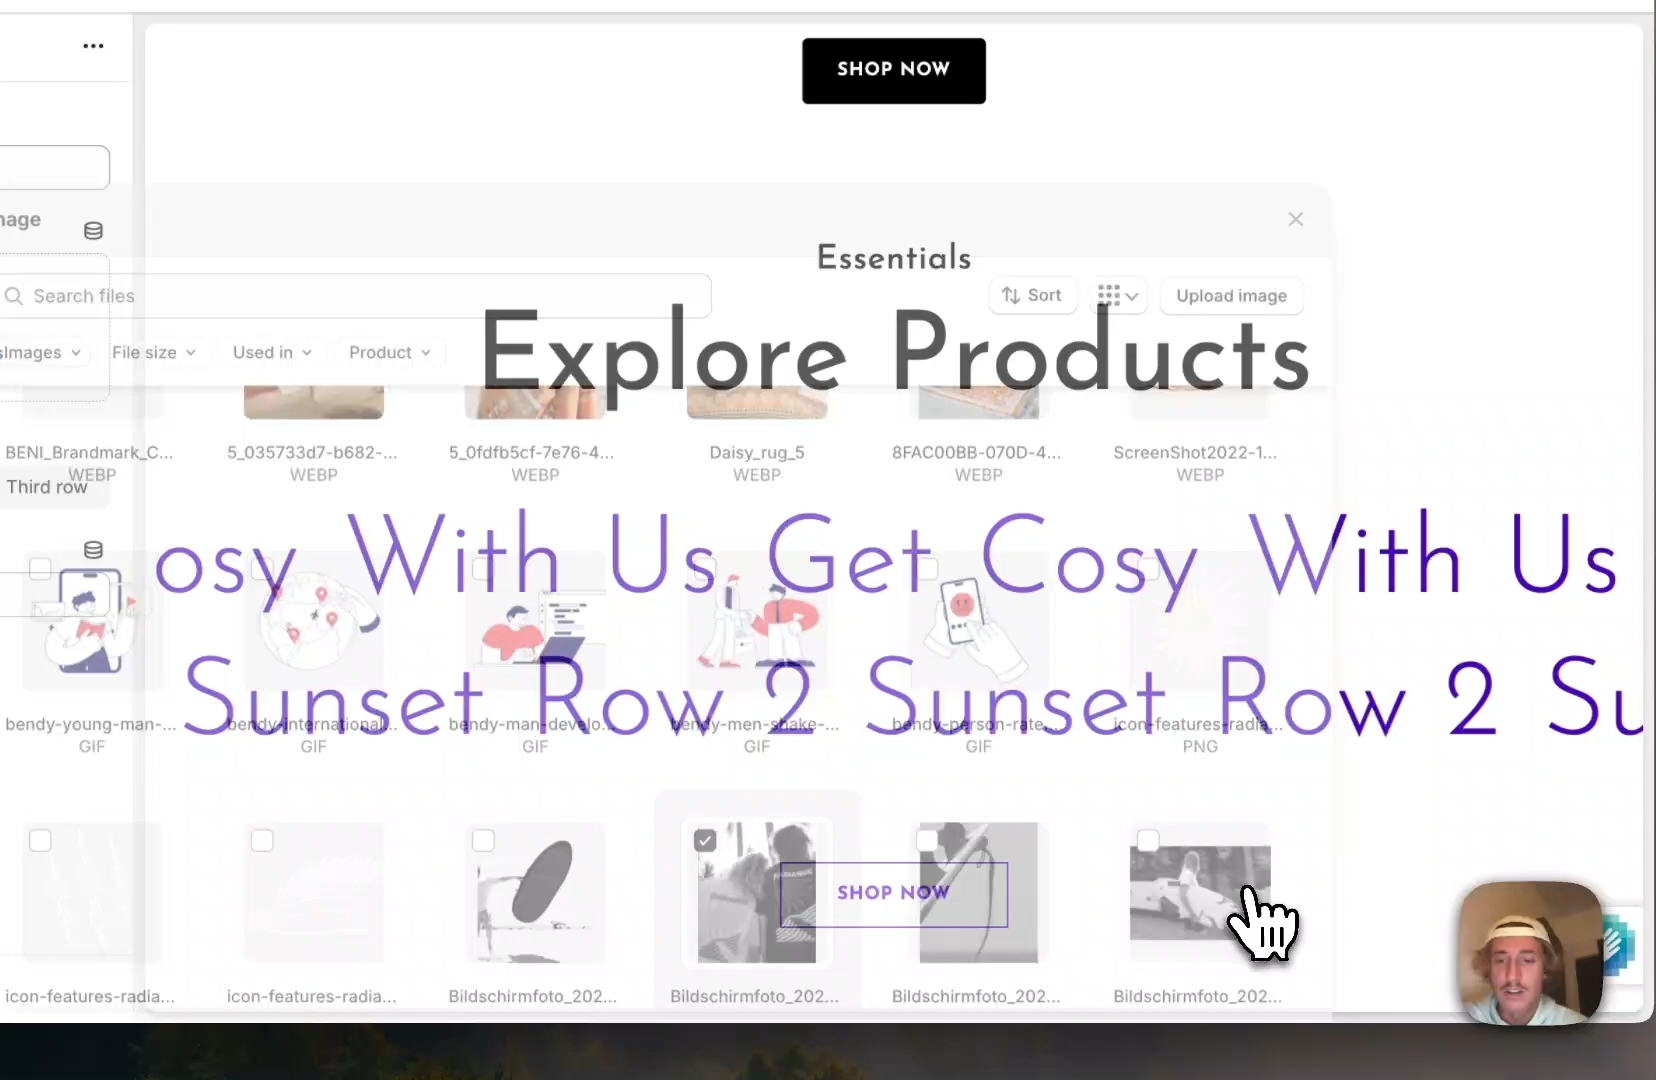 SHOP NOW
nage
Essentials
Search files
Sort
Upload image
Explore Products
Images
File size
Used in
Product
BENI_Brandmark_C...
WEBP
5_035733d7-b682-...
WEBP
5_0fdfb5cf-7e76-4...
WEBP
Daisy_rug_5
WEBP
8FAC00BB-070D-4...
WEBP
ScreenShot2022-1...
WEBP
Third row
osy With Us Get Cosy With Us
Sunset Row 2 Sunset Row 2 Su
bendy-young-man-...
GIF
bendy-international...
GIF
bendy-man-develo...
GIF
bendy-men-shake-...
GIF
bendy-person-rate...
GIF
icon-features-radia...
PNG
SHOP NOW
icon-features-radia...
icon-features-radia...
Bildschirmfoto_202...
Bildschirmfoto_202...
Bildschirmfoto_202...
Bildschirmfoto_202...